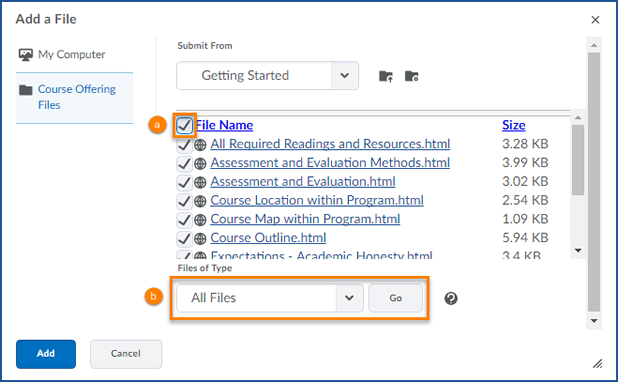 Add a File
My Computer
Course Offering
Files
Submit From
Getting Started
a
File Name Size
All Required Readings and Resources.html 3.28 KB
Assessment and Evaluation Methods.html 3.99 KB
Assessment and Evaluation.html 3.02 KB
Course Location within Program.html 2.54 KB
Course Map within Program.html 1.09 KB
Course Outline.html 5.94 KB
Expectations - Academic Honesty.html 3.4 KB
Files of Type
b
All Files Go
Add Cancel